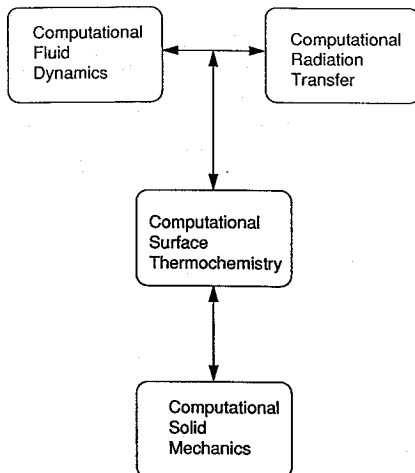 Computational
Fluid
Dynamics
Computational
Radiation
Transfer
Computational
Surface
Thermochemistry
Computational
Solid
Mechanics